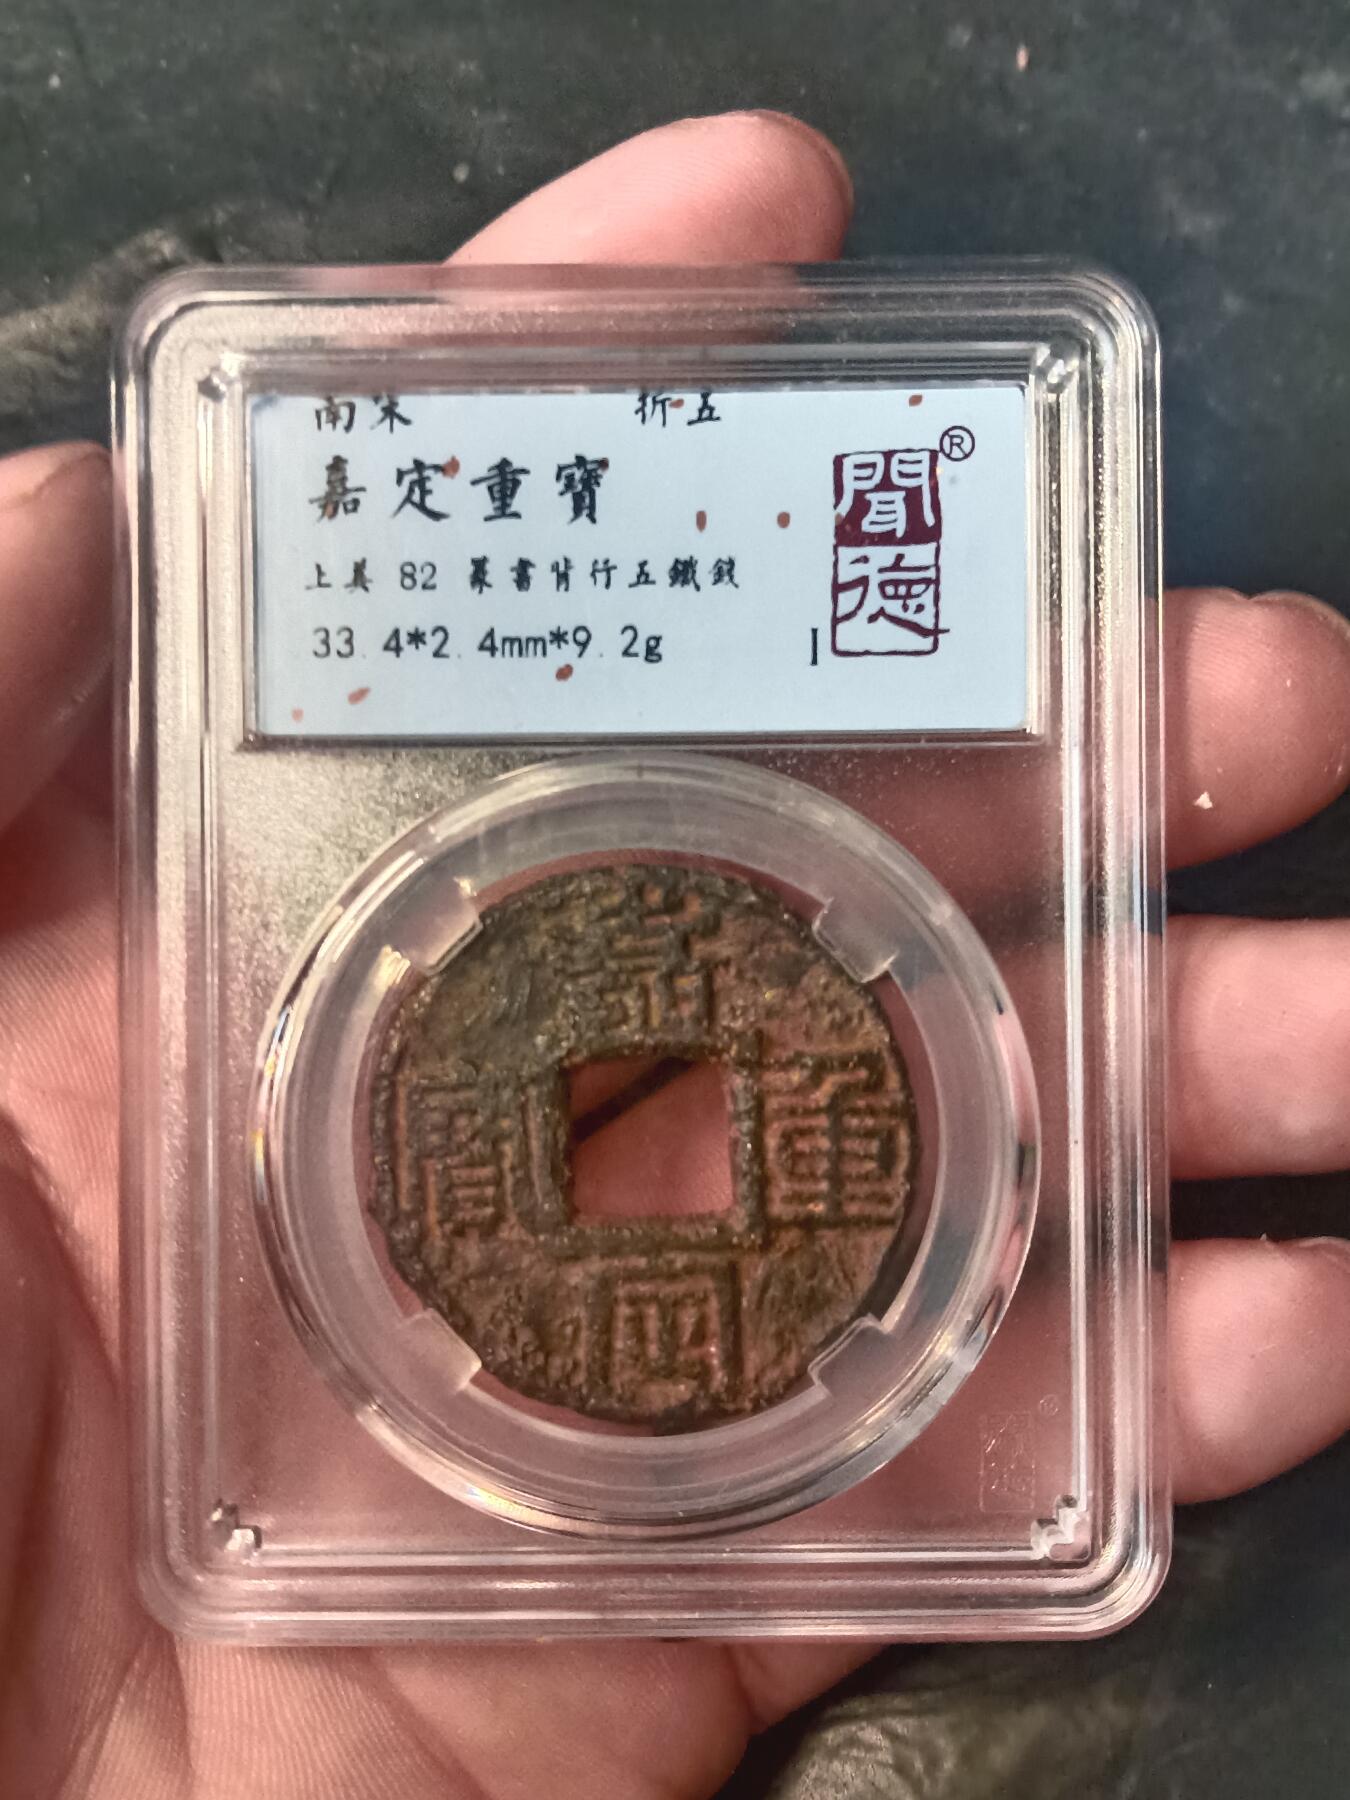 南宋 折五
嘉定重寶
上美 82 篆書背行五鐵錢
33.4*2.4mm*9.2g
聞德®
嘉
重
寶